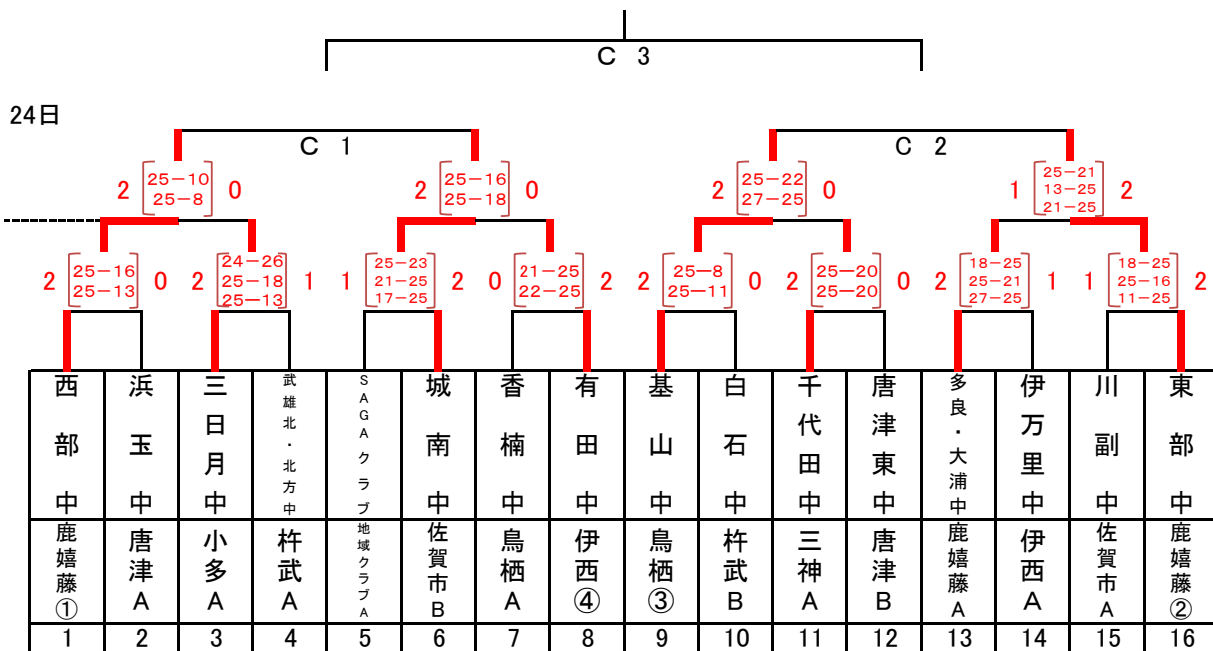 C 3
24日
C 1
C 2
2 25-10 0
25-8
2 25-16 0
25-18
2 25-22 0
27-25
1 25-21 2
13-25
21-25
2 25-16 0
25-13
2 24-26 1
25-18
25-13
1 25-23 2
21-25
17-25
0 21-25 2
22-25
2 25-8 0
25-11
2 25-20 0
25-20
2 18-25 1
25-21
27-25
1 18-25 2
25-16
11-25
西部中
浜玉中
三日月中
武雄北・北方中
SAGAクラブ
城南中
香楠中
有田中
基山中
白石中
千代田中
唐津東中
多良・大浦中
伊万里中
川副中
東部中
鹿嬉藤①
唐津A
小多A
杵武A
地域クラブA
佐賀市B
鳥栖A
伊西④
鳥栖③
杵武B
三神A
唐津B
鹿嬉藤A
伊西A
佐賀市A
鹿嬉藤②
1 2 3 4 5 6 7 8 9 10 11 12 13 14 15 16